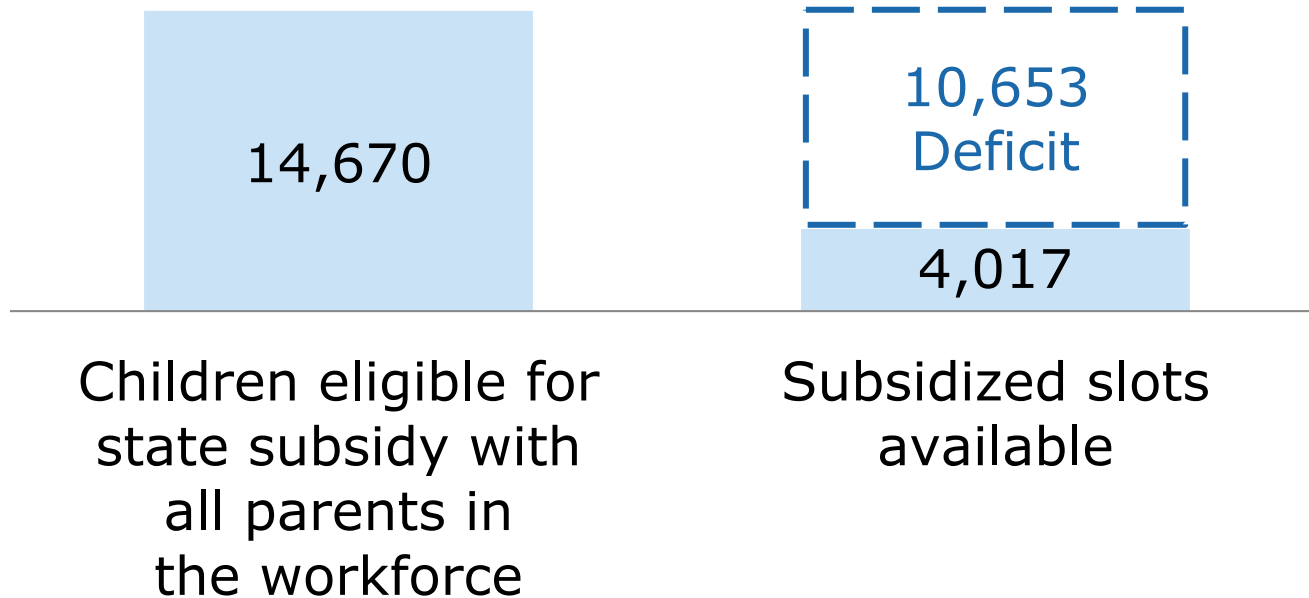 14,670
10,653
Deficit
4,017
Children eligible for
state subsidy with
all parents in
the workforce
Subsidized slots
available